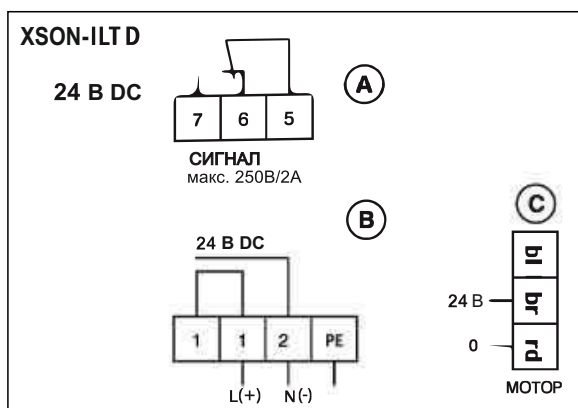 XSON-ILT D
24 В DC
A
7 6 5
СИГНАЛ
макс. 250В/2А
B
C
24 В DC
bl
24 В br
1 1 2 PE
0 rd
L(+) N(-)
МОТОР